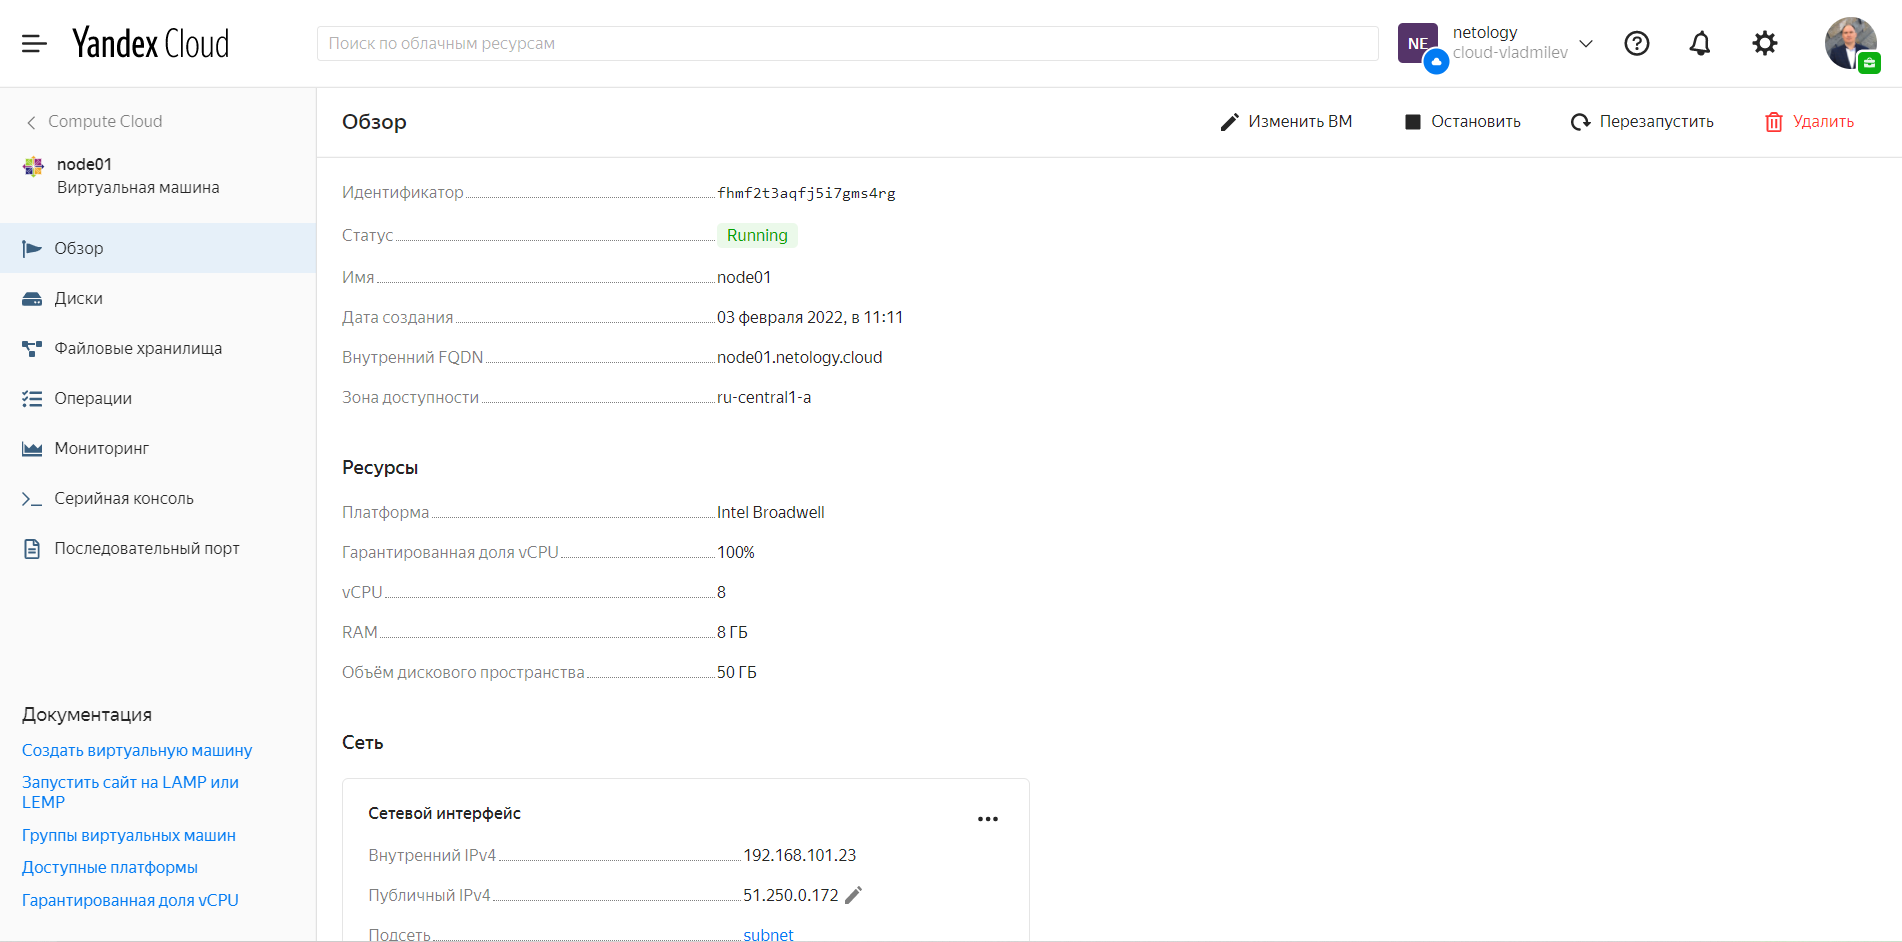 Yandex Cloud
Поиск по облачным ресурсам
NE
netology
cloud-vladmilev
Compute Cloud
node01
Виртуальная машина
Обзор
Диски
Файловые хранилища
Операции
Мониторинг
Серийная консоль
Последовательный порт
Документация
Создать виртуальную машину
Запустить сайт на LAMP или
LEMP
Группы виртуальных машин
Доступные платформы
Гарантированная доля vCPU
Обзор
Изменить ВМ
Остановить
Перезапустить
Удалить
Идентификатор fhmf2t3aqfj5i7gms4rg
Статус Running
Имя node01
Дата создания 03 февраля 2022, в 11:11
Внутренний FQDN node01.netology.cloud
Зона доступности ru-central1-a
Ресурсы
Платформа Intel Broadwell
Гарантированная доля vCPU 100%
vCPU 8
RAM 8 ГБ
Объём дискового пространства 50 ГБ
Сеть
Сетевой интерфейс
Внутренний IPv4 192.168.101.23
Публичный IPv4 51.250.0.172
Подсеть subnet